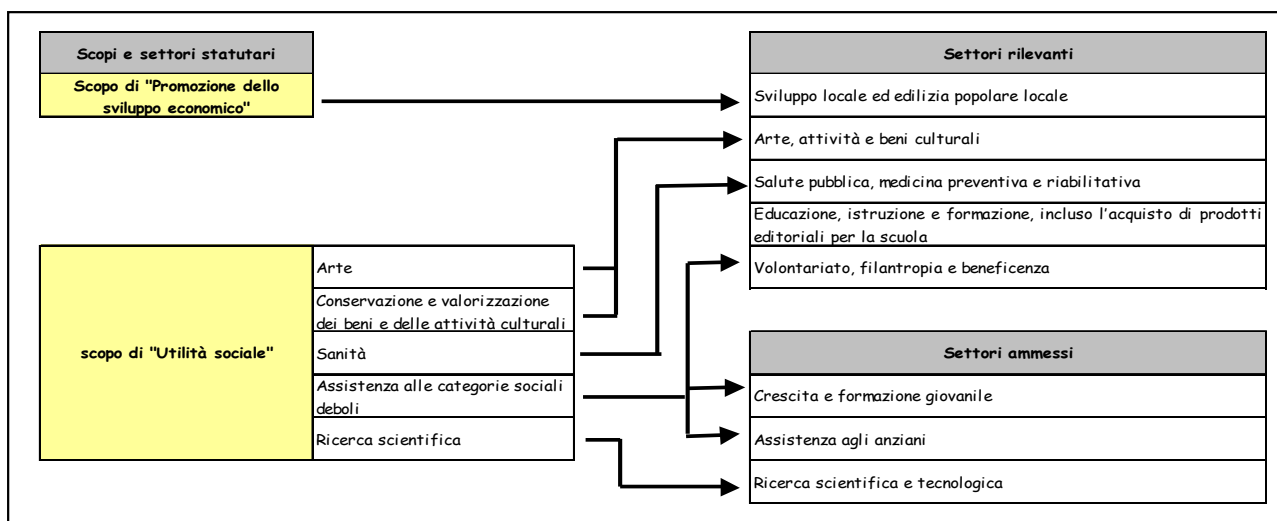 Scopi e settori statutari
Scopo di "Promozione dello
sviluppo economico"
Settori rilevanti
Sviluppo locale ed edilizia popolare locale
Arte, attività e beni culturali
Salute pubblica, medicina preventiva e riabilitativa
Educazione, istruzione e formazione, incluso l'acquisto di prodotti
editoriali per la scuola
Volontariato, filantropia e beneficenza
scopo di "Utilità sociale"
Arte
Conservazione e valorizzazione
dei beni e delle attività culturali
Sanità
Assistenza alle categorie sociali
deboli
Ricerca scientifica
Settori ammessi
Crescita e formazione giovanile
Assistenza agli anziani
Ricerca scientifica e tecnologica